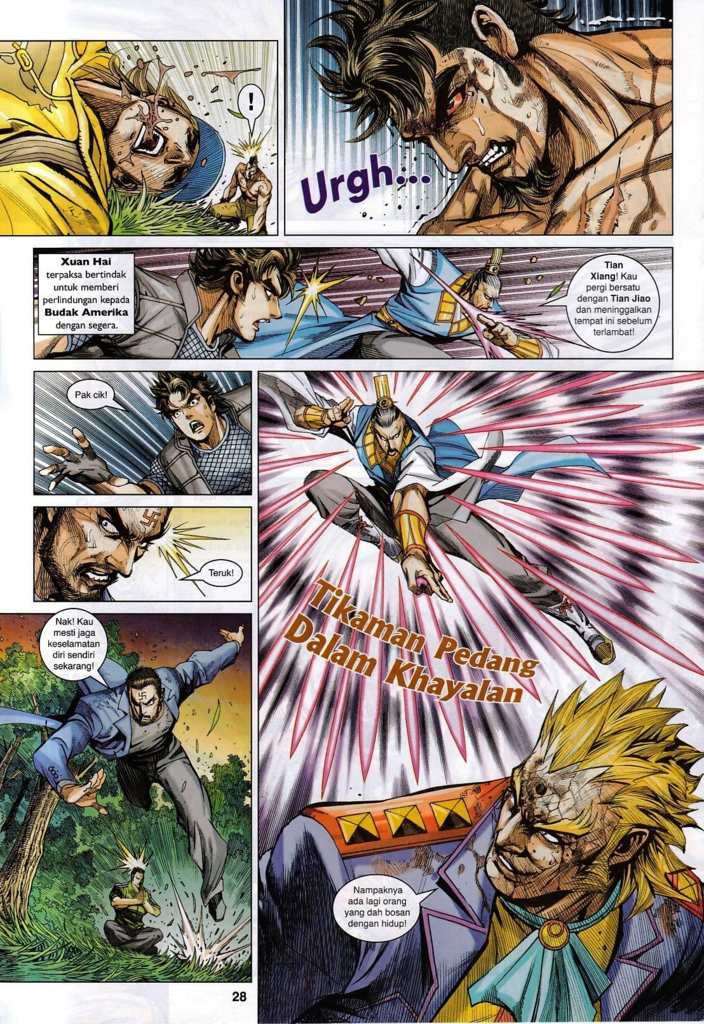 !
Urgh...
Xuan Hai
terpaksa bertindak
untuk memberi
perlindungan kepada
Budak Amerika
dengan segera.
Tian
Xiang! Kau
pergi bersatu
dengan Tian Jiao
dan meninggalkan
tempat ini sebelum
terlambat!
Pak cik!
Teruk!
Nak! Kau
mesti jaga
keselamatan
diri sendiri
sekarang!
Tikaman Pedang
Dalam Khayalan
Nampaknya
ada lagi orang
yang dah bosan
dengan hidup!
28